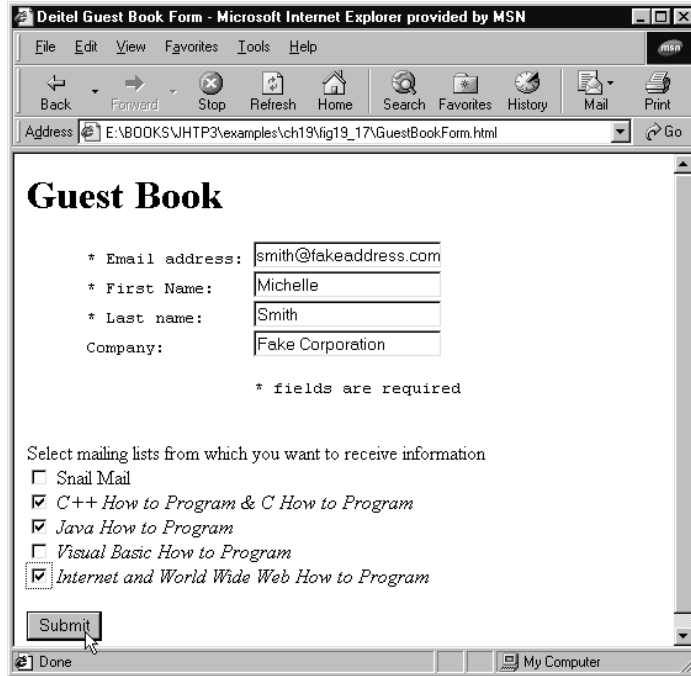 Deitel Guest Book Form - Microsoft Internet Explorer provided by MSN
File Edit View Favorites Tools Help
msn
Back Forward Stop Refresh Home Search Favorites History Mail Print
Address E:\BOOKS\JHTP3\examples\ch19\fig19_17\GuestBookForm.html Go
Guest Book
* Email address: smith@fakeaddress.com
* First Name: Michelle
* Last name: Smith
Company: Fake Corporation
* fields are required
Select mailing lists from which you want to receive information
Snail Mail
C++ How to Program & C How to Program
Java How to Program
Visual Basic How to Program
Internet and World Wide Web How to Program
Submit
Done My Computer